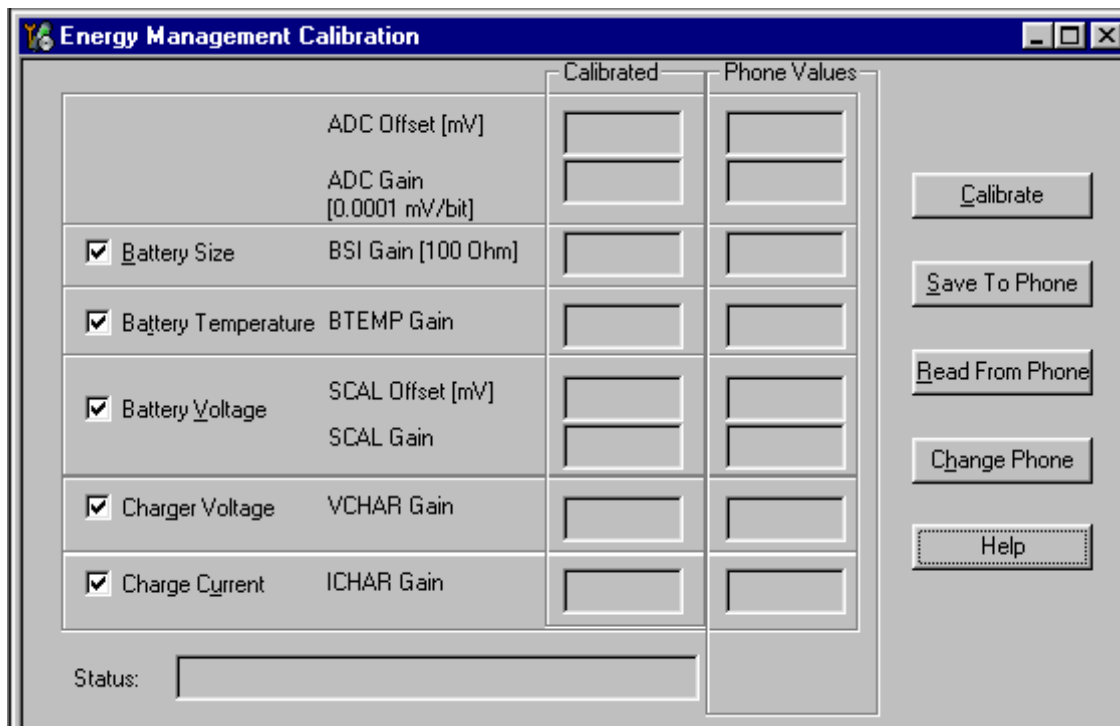 Energy Management Calibration
Calibrated Phone Values
ADC Offset [mV]
ADC Gain
[0.0001 mV/bit]
Battery Size BSI Gain [100 Ohm]
Battery Temperature BTEMP Gain
Battery Voltage
SCAL Offset [mV]
SCAL Gain
Charger Voltage VCHAR Gain
Charge Current ICHAR Gain
Status:
Calibrate
Save To Phone
Read From Phone
Change Phone
Help